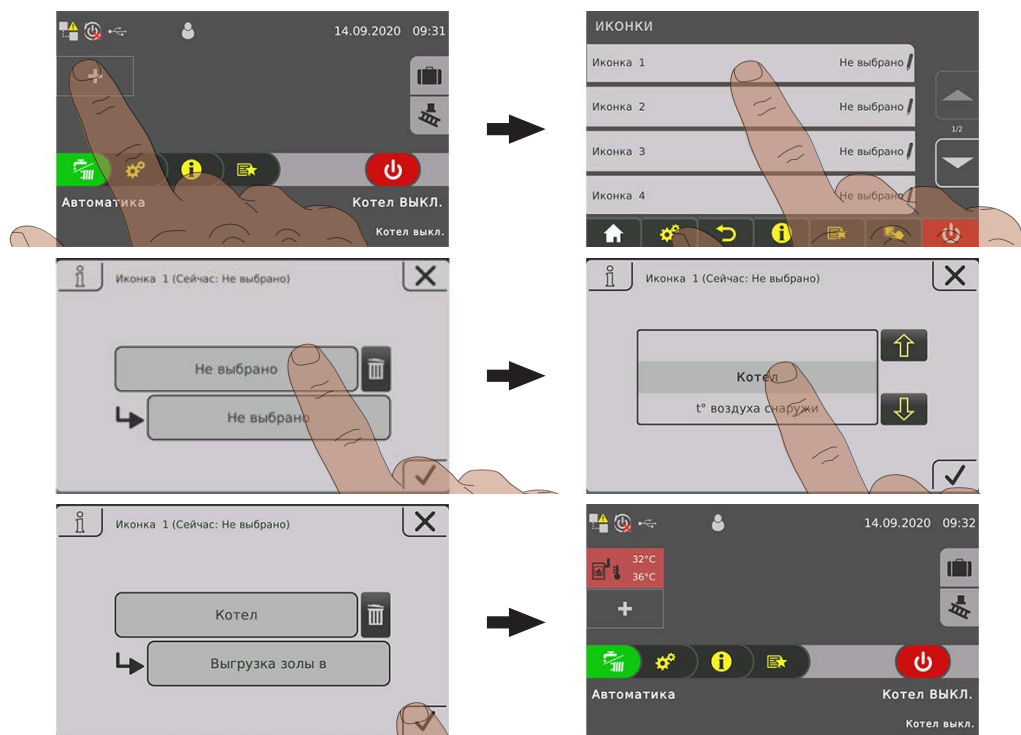 14.09.2020 09:31
Автоматика
Котел ВЫКЛ.
Котел выкл.
ИКОНКИ
Иконка 1 Не выбрано
Иконка 2 Не выбрано
Иконка 3 Не выбрано
Иконка 4 Не выбрано
1/2
Иконка 1 (Сейчас: Не выбрано)
Не выбрано
Не выбрано
Иконка 1 (Сейчас: Не выбрано)
Котел
t° воздуха снаружи
Иконка 1 (Сейчас: Не выбрано)
Котел
Выгрузка золы в
14.09.2020 09:32
32°C
36°C
Автоматика
Котел ВЫКЛ.
Котел выкл.